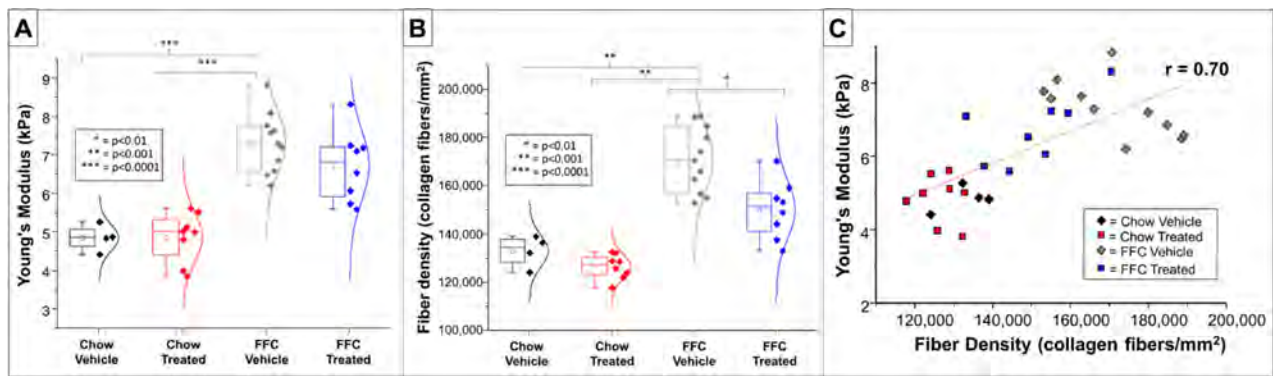 A
Young's Modulus (kPa)
9
8
7
6
5
4
3
***
***
* = p<0.01
** = p<0.001
*** = p<0.0001
Chow Vehicle
Chow Treated
FFC Vehicle
FFC Treated
B
Fiber density (collagen fibers/mm²)
200,000
180,000
160,000
140,000
120,000
100,000
**
**
*
* = p<0.01
** = p<0.001
*** = p<0.0001
Chow Vehicle
Chow Treated
FFC Vehicle
FFC Treated
C
Young's Modulus (kPa)
8
6
4
2
r = 0.70
= Chow Vehicle
= Chow Treated
= FFC Vehicle
= FFC Treated
120,000 140,000 160,000 180,000 200,000
Fiber Density (collagen fibers/mm²)